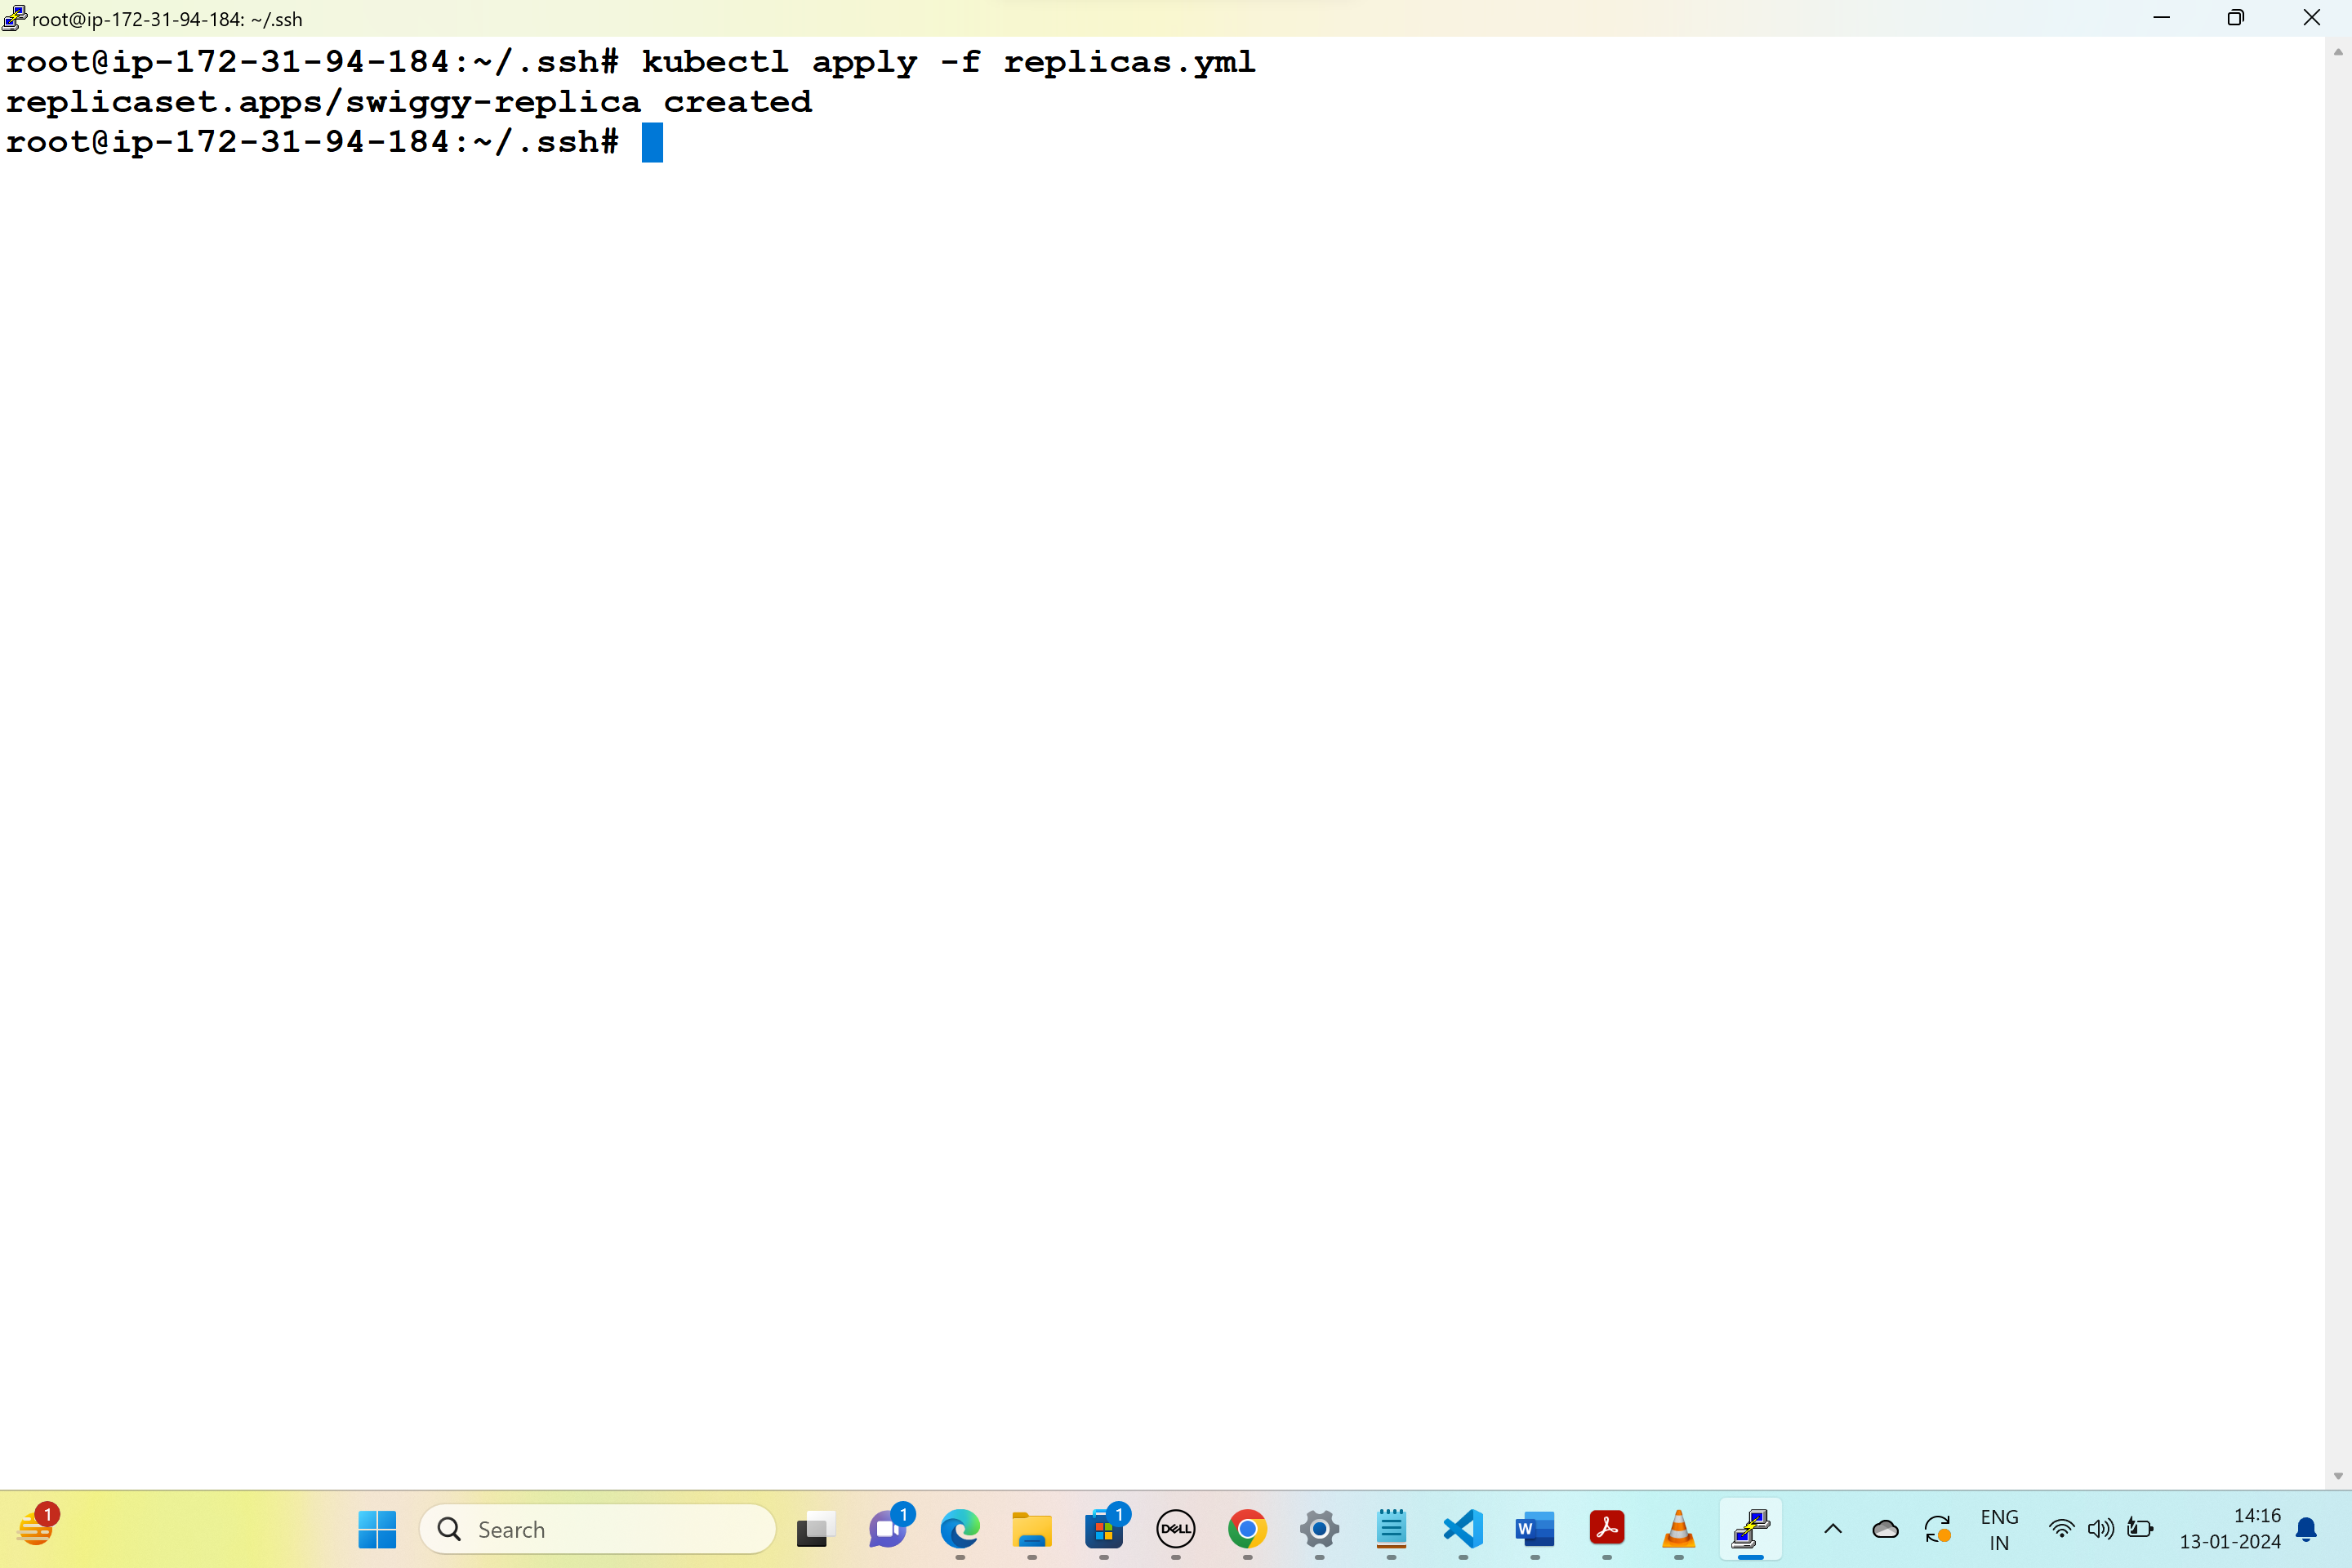 root@ip-172-31-94-184: ~/.ssh
root@ip-172-31-94-184:~/.ssh# kubectl apply -f replicas.yml
replicaset.apps/swiggy-replica created
root@ip-172-31-94-184:~/.ssh#
1
Search
1
1
DELL
W
ENG
IN
14:16
13-01-2024